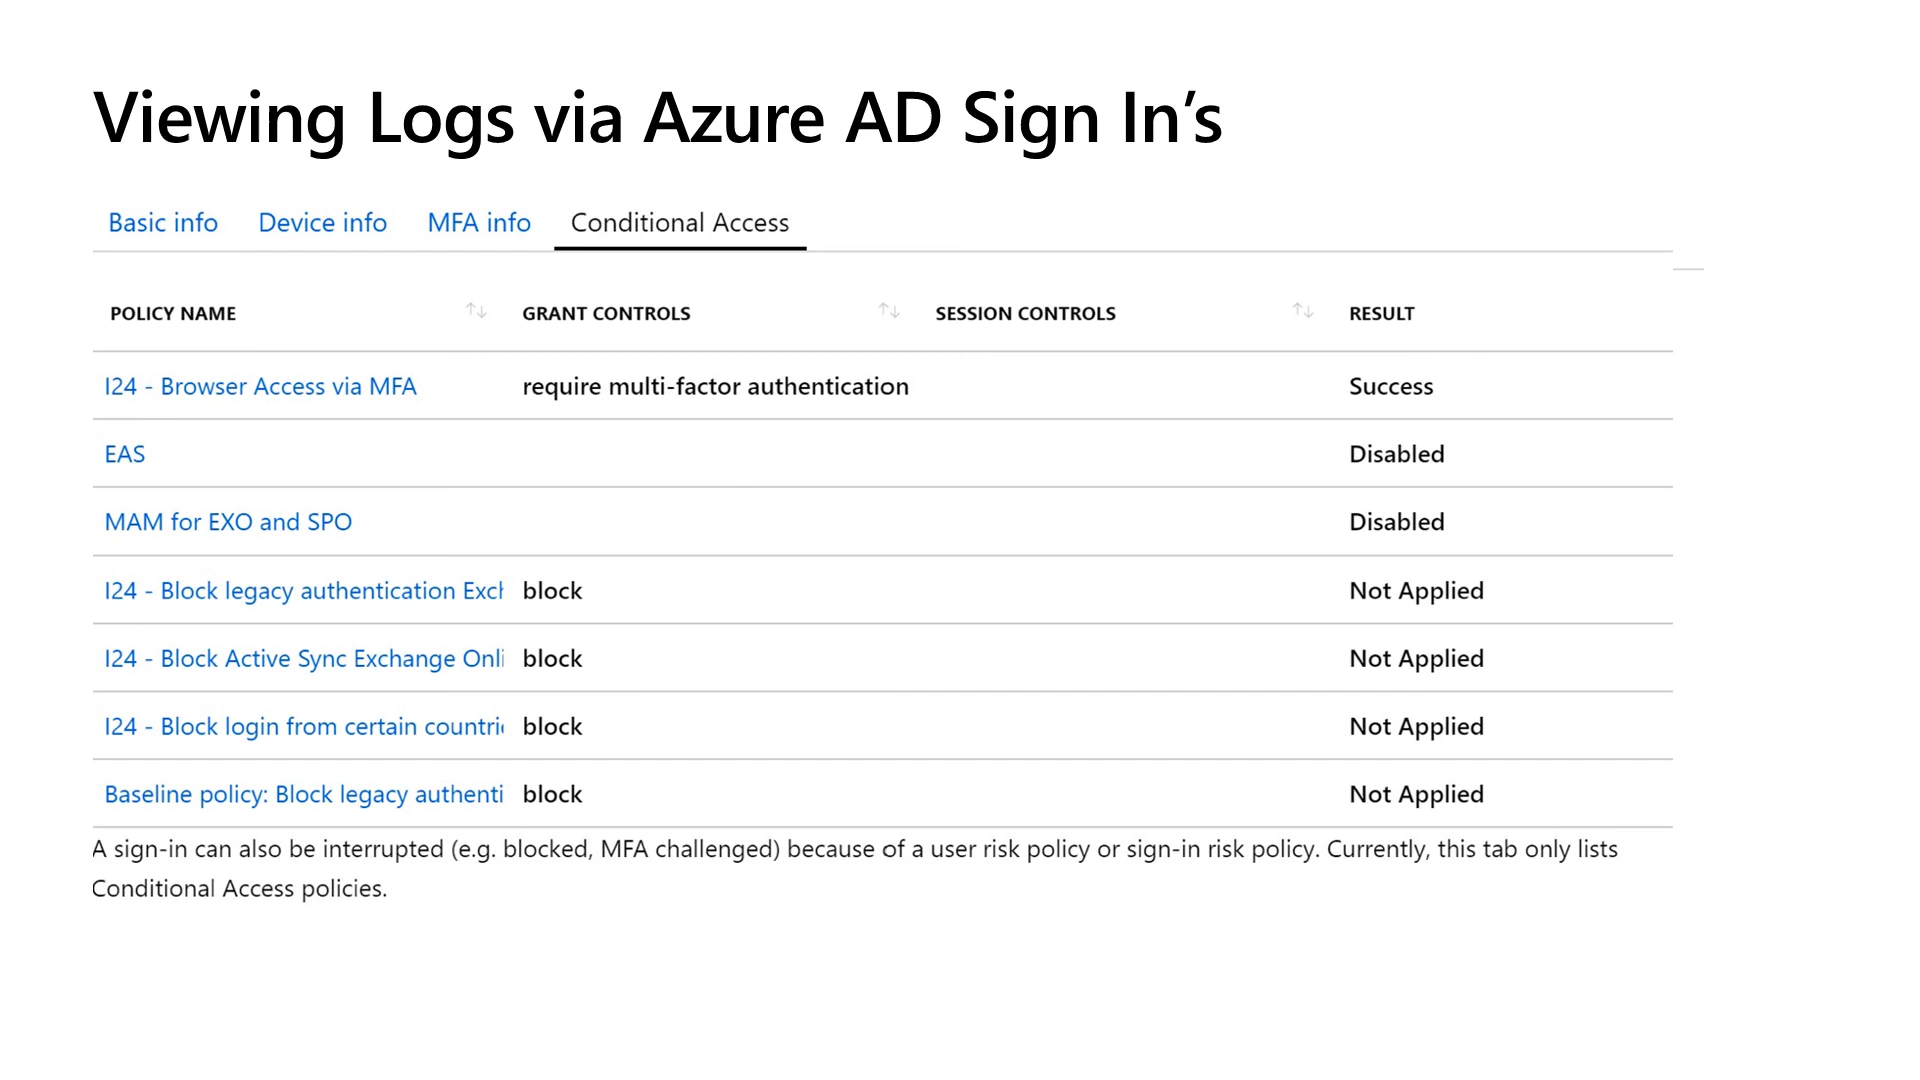 Viewing Logs via Azure AD Sign In’s
Basic info Device info MFA info Conditional Access
POLICY NAME GRANT CONTROLS SESSION CONTROLS RESULT
I24 - Browser Access via MFA require multi-factor authentication Success
EAS Disabled
MAM for EXO and SPO Disabled
I24 - Block legacy authentication Exch block Not Applied
I24 - Block Active Sync Exchange Onli block Not Applied
I24 - Block login from certain countri block Not Applied
Baseline policy: Block legacy authenti block Not Applied
A sign-in can also be interrupted (e.g. blocked, MFA challenged) because of a user risk policy or sign-in risk policy. Currently, this tab only lists
Conditional Access policies.